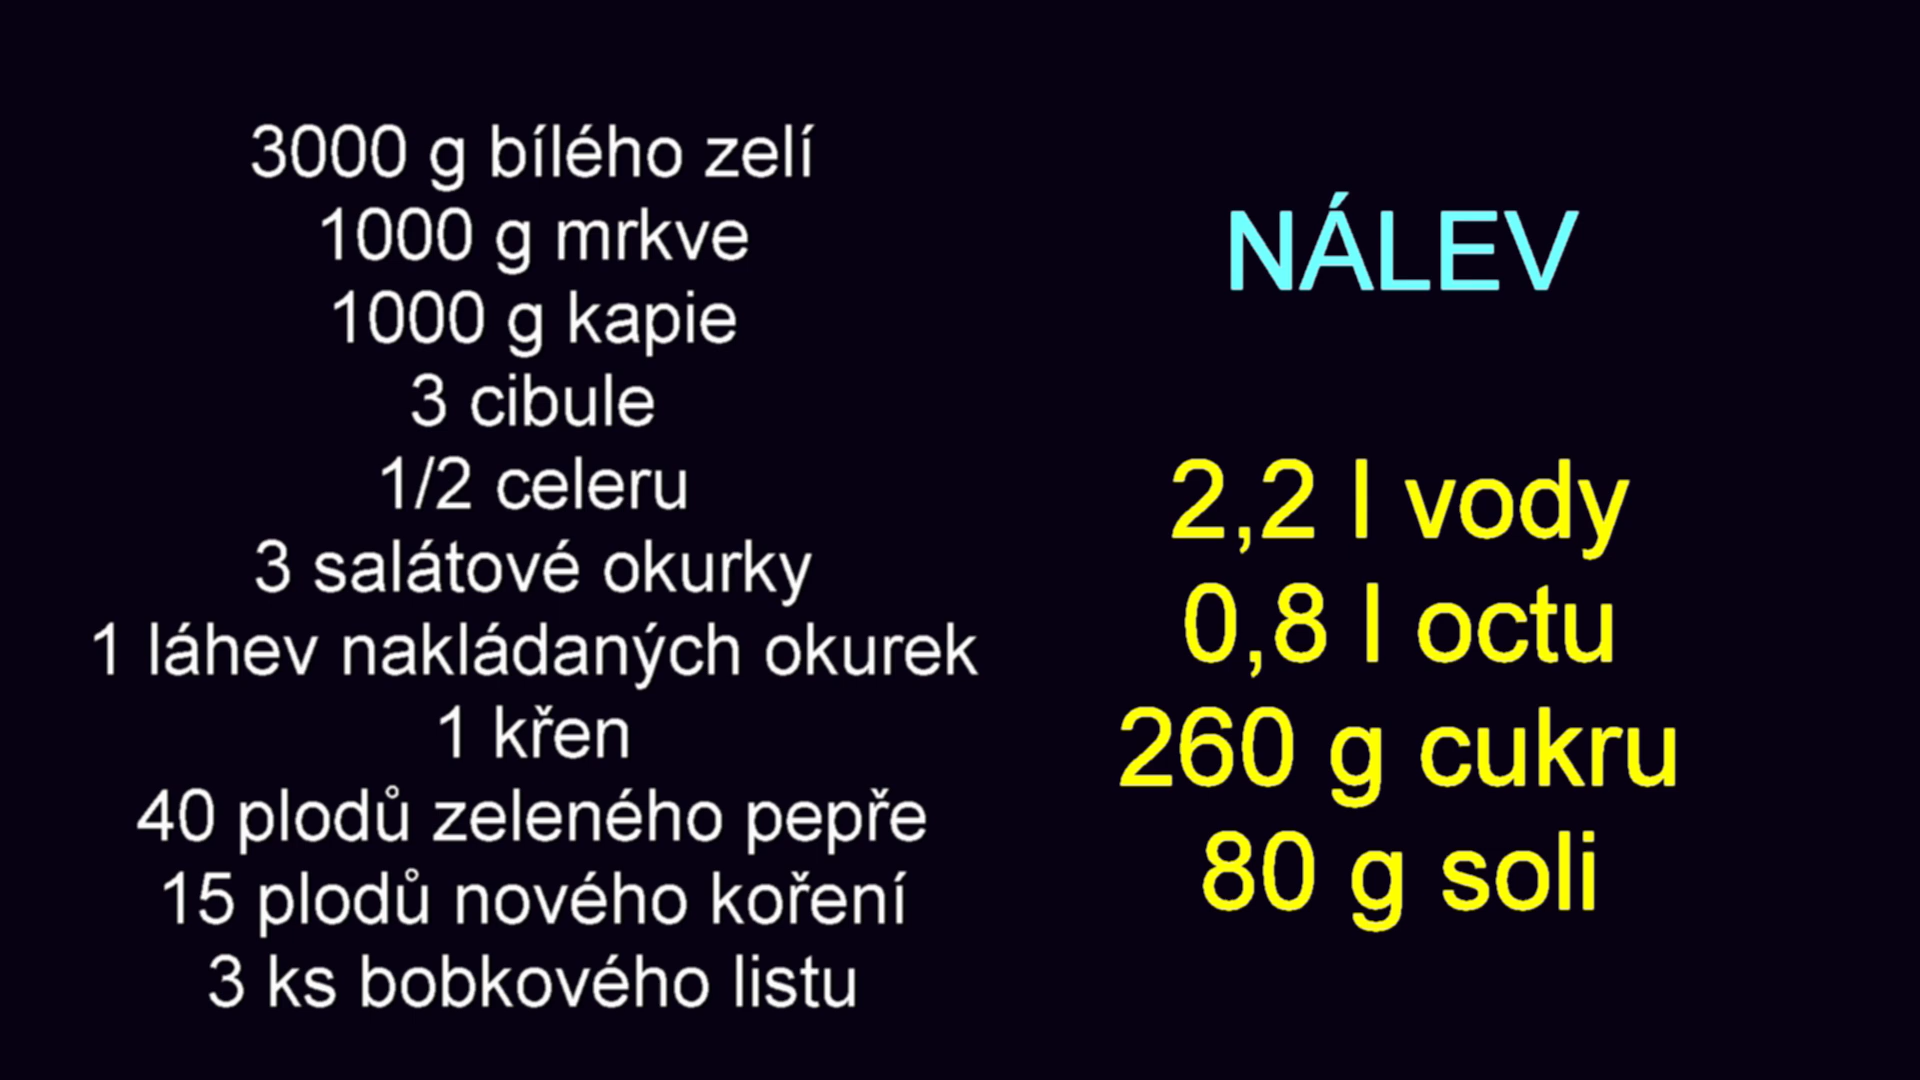 3000 g bílého zelí
1000 g mrkve
1000 g kapie
3 cibule
1/2 celeru
3 salátové okurky
1 láhev nakládaných okurek
1 křen
40 plodů zeleného pepře
15 plodů nového koření
3 ks bobkového listu
NÁLEV
2,2 l vody
0,8 l octu
260 g cukru
80 g soli